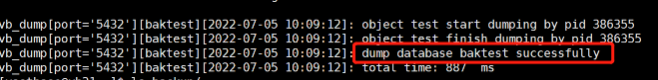 vb_dump[port='5432'][baktest][2022-07-05 10:09:12]: object test start dumping by pid 386355
vb_dump[port='5432'][baktest][2022-07-05 10:09:12]: object test finish dumping by pid 386355
vb_dump[port='5432'][baktest][2022-07-05 10:09:12]: dump database baktest successfully
vb_dump[port='5432'][baktest][2022-07-05 10:09:12]: total time: 887  ms